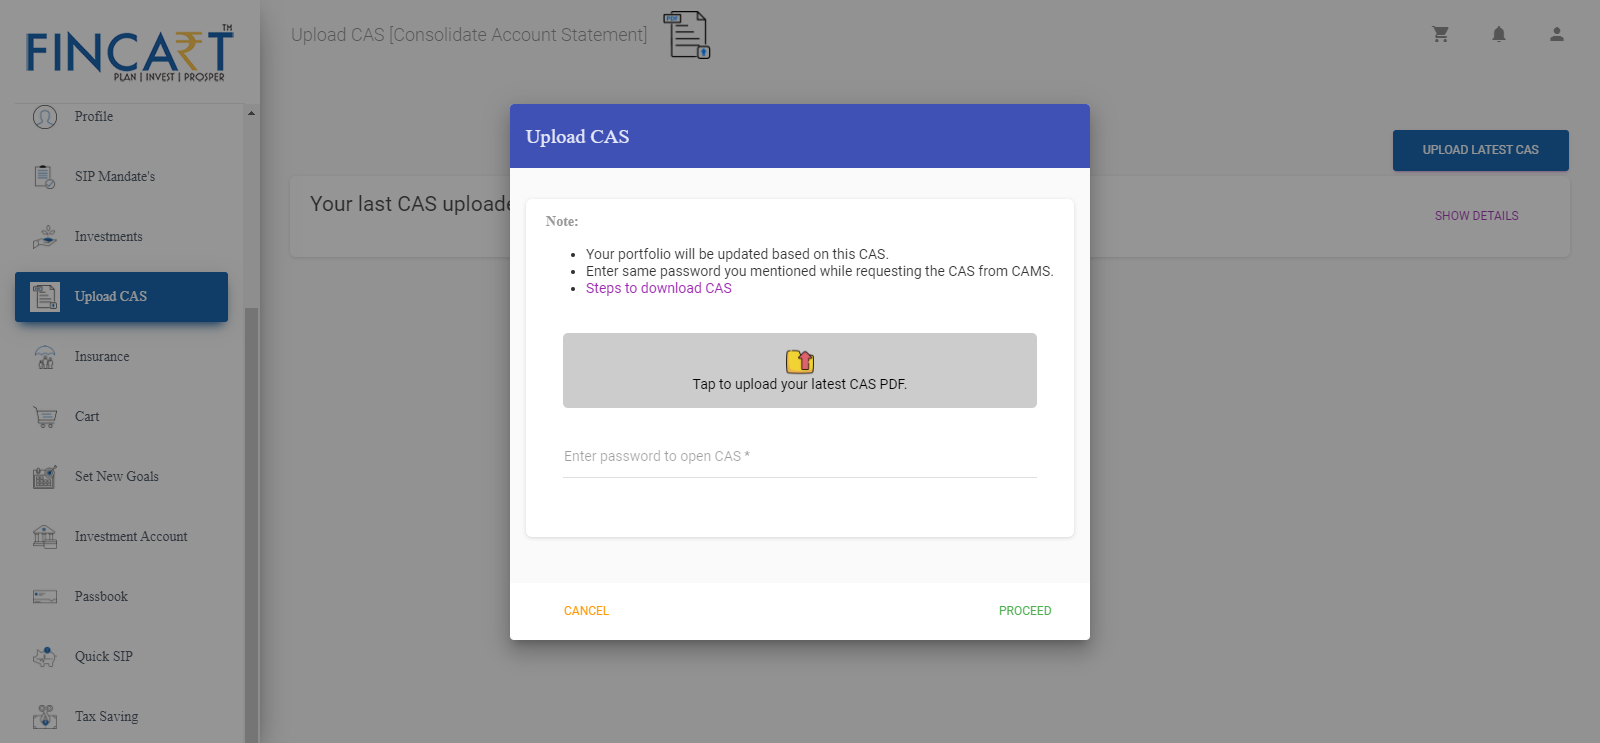 FINCART™
PLAN | INVEST | PROSPER
Upload CAS [Consolidate Account Statement]
PDF
Profile
SIP Mandate's
Investments
Upload CAS
Insurance
Cart
Set New Goals
Investment Account
Passbook
Quick SIP
Tax Saving
UPLOAD LATEST CAS
Your last CAS uploade
SHOW DETAILS
Upload CAS
Note:
Your portfolio will be updated based on this CAS.
Enter same password you mentioned while requesting the CAS from CAMS.
Steps to download CAS
Tap to upload your latest CAS PDF.
Enter password to open CAS *
CANCEL
PROCEED